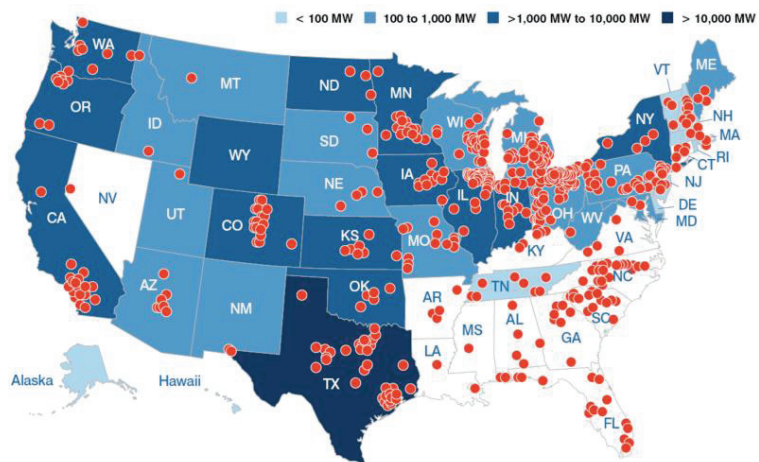 < 100 MW 100 to 1,000 MW >1,000 MW to 10,000 MW > 10,000 MW
WA
MT
ND
MN
VT
ME
OR
ID
SD
WI
MI
NY
NH
MA
WY
IA
PA
RI
CT
NV
NE
IL
IN
OH
NJ
CA
UT
CO
KS
MO
WV
DE
MD
KY
VA
AZ
NM
OK
AR
TN
NC
SC
MS
AL
GA
Alaska
Hawaii
TX
LA
FL